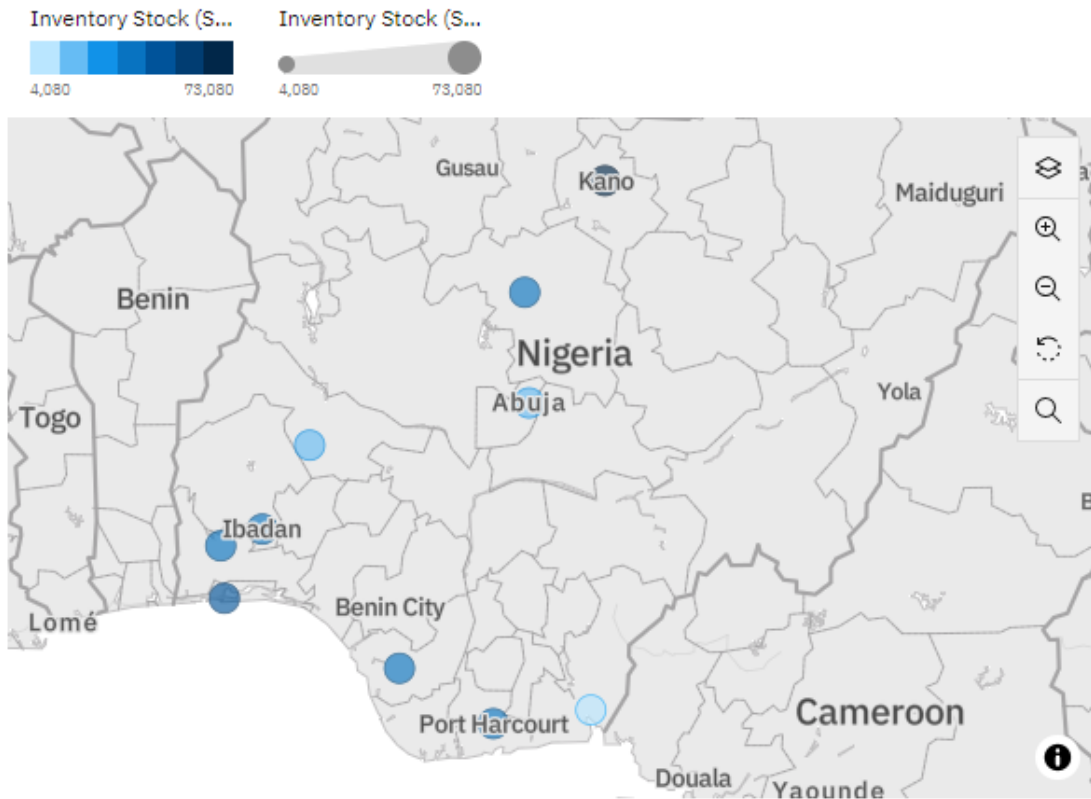 Inventory Stock (S... Inventory Stock (S...
4,080 73,080 4,080 73,080
Gusau
Kano
Maiduguri
Benin
Nigeria
Yola
Abuja
Togo
Ibadan
Benin City
Lomé
Cameroon
Port Harcourt
Douala
Yaounde